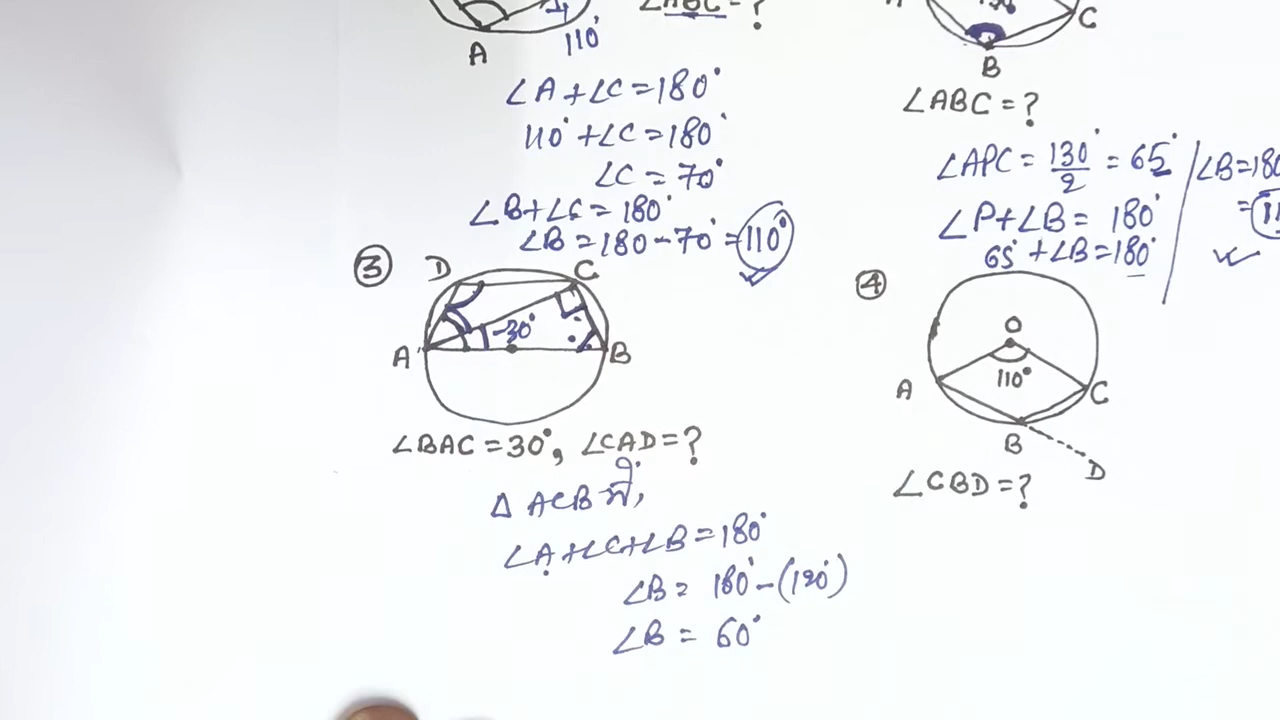 A
110°
∠ABC = ?
∠A + ∠C = 180°
110° + ∠C = 180°
∠C = 70°
∠B + ∠C = 180°
∠B = 180 - 70° = 110°
C
B
∠ABC = ?
∠APC = 130°/2 = 65°
∠P + ∠B = 180°
65° + ∠B = 180°
∠B = 180
=
③
D
C
30°
A
B
∠BAC = 30°, ∠CAD = ?
Δ ACB में,
∠A + ∠C + ∠B = 180°
∠B = 180° - (120°)
∠B = 60°
④
O
110°
A
C
B
D
∠CBD = ?